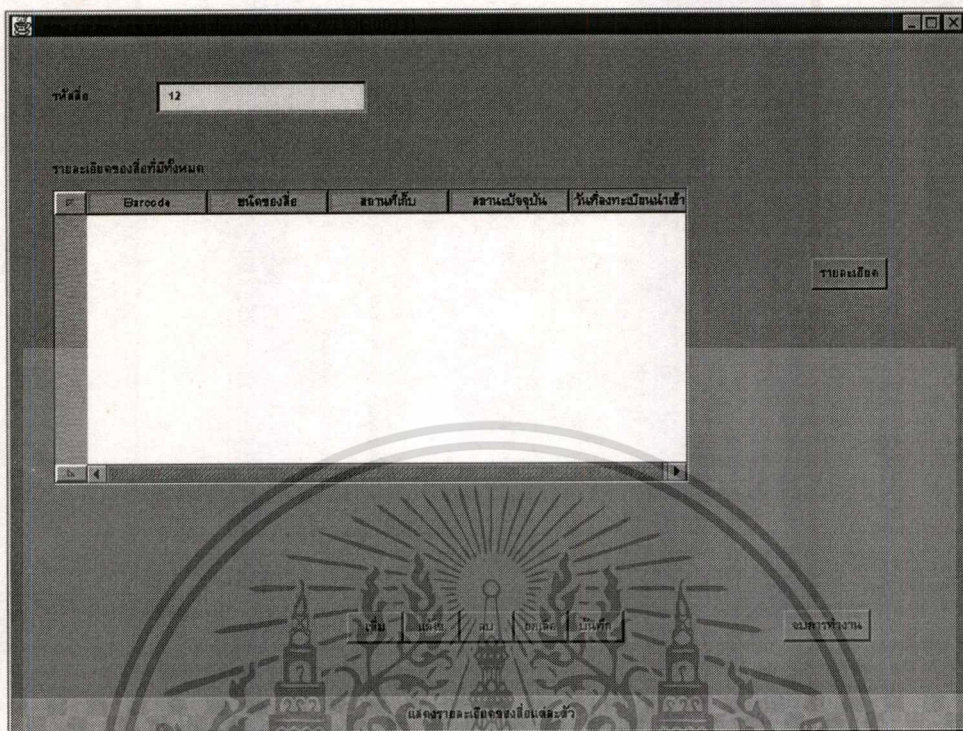 รหัสสื่อ 12
รายละเอียดของสื่อที่มีทั้งหมด
Barcode ชนิดของสื่อ สถานที่เก็บ สถานะปัจจุบัน วันที่ลงทะเบียนนำเข้า
รายละเอียด
เพิ่ม แก้ไข ลบ ยกเลิก บันทึก จบการทำงาน
แสดงรายละเอียดของสื่อแต่ละตัว